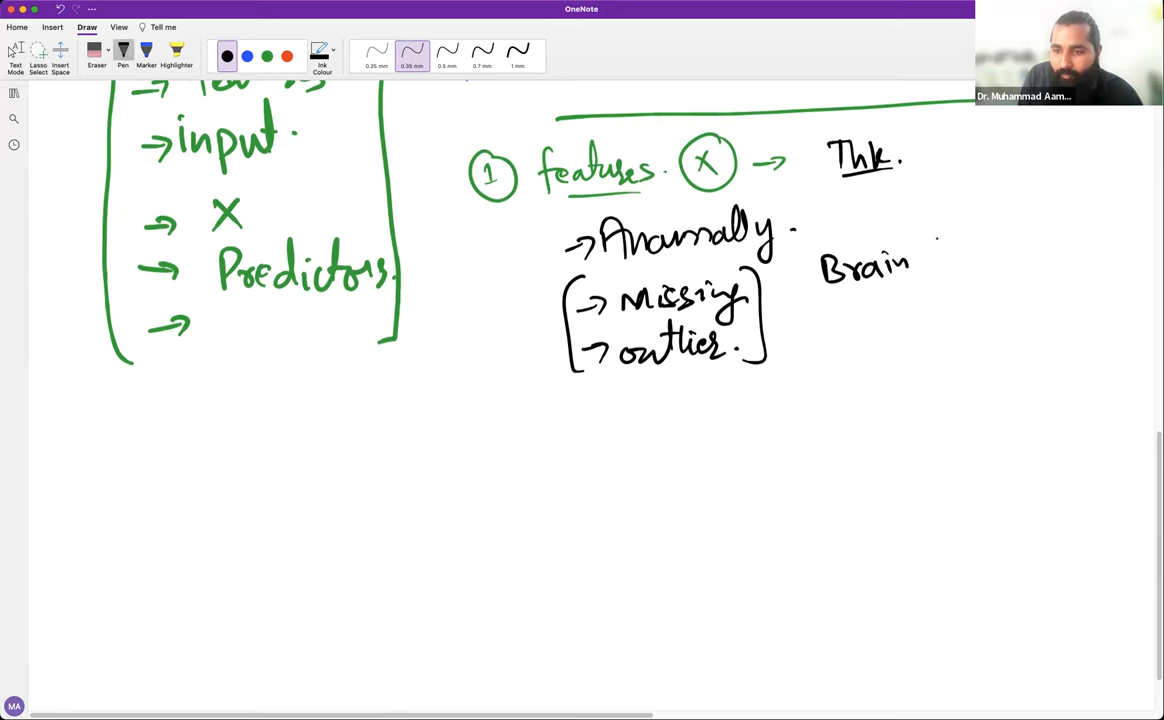 OneNote
Home Insert Draw View Tell me
Text Mode Lasso Select Insert Space Eraser Pen Marker Highlighter Ink Colour 0.25 mm 0.35 mm 0.5 mm 0.7 mm 1 mm
Dr. Muhammad Aam...
→ input.
→ X
→ Predictors.
→
1 features. X → Thk.
→ Anamally.
→ Missing
→ outlier.
Brain
MA